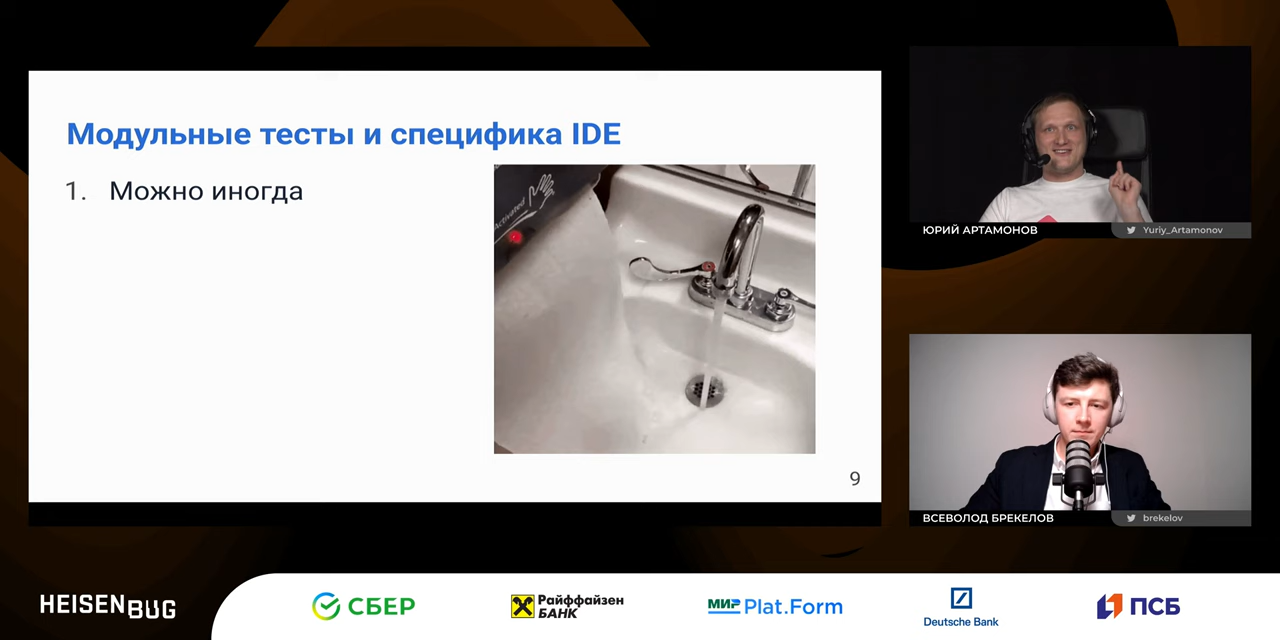 Модульные тесты и специфика IDE
1. Можно иногда
Activated
9
ЮРИЙ АРТАМОНОВ
Yuriy_Artamonov
ВСЕВОЛОД БРЕКЕЛОВ
brekelov
HEISENBUG
СБЕР
Райффайзен
БАНК
МИР Plat.Form
Deutsche Bank
ПСБ